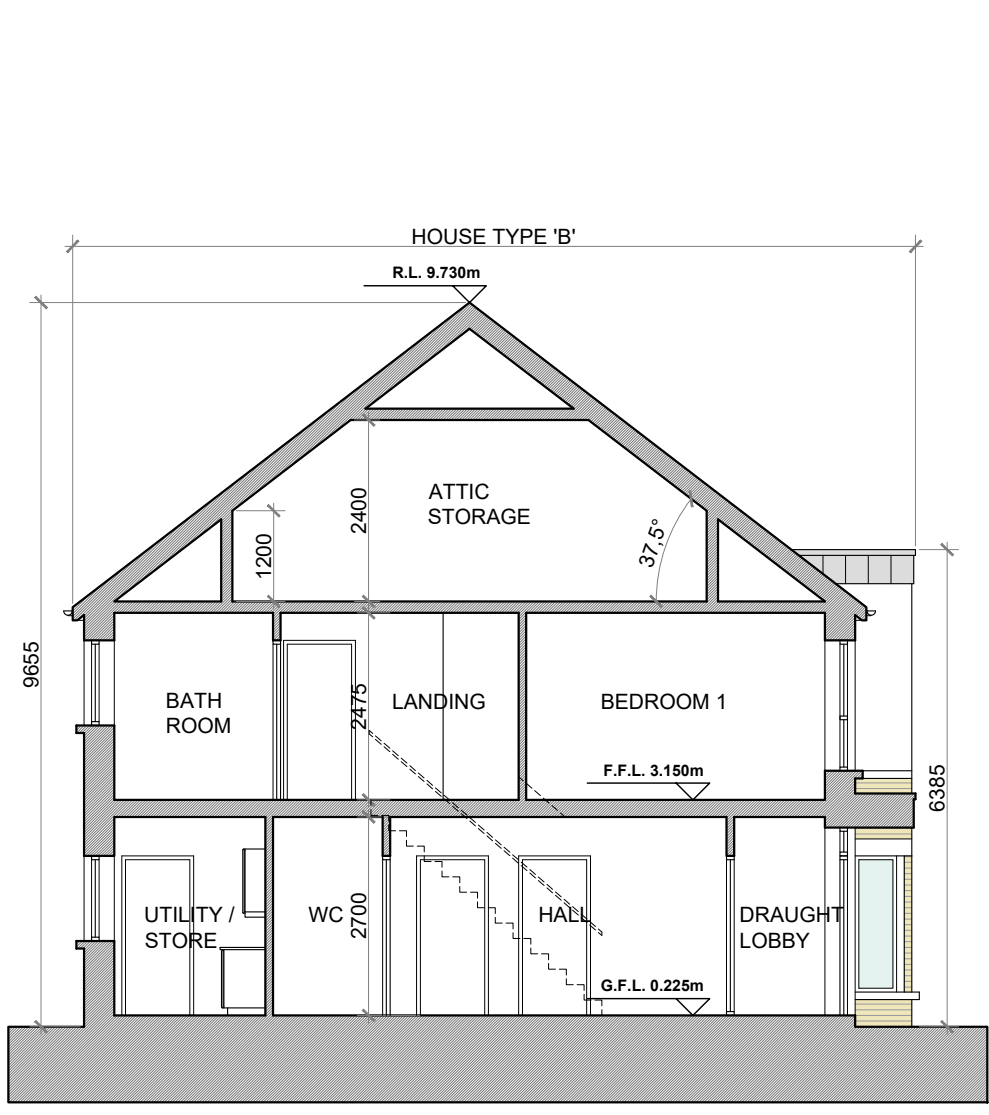 HOUSE TYPE 'B'
R.L. 9.730m
ATTIC
STORAGE
2400
1200
37,5°
9655
BATH
ROOM
2475
LANDING
BEDROOM 1
F.F.L. 3.150m
6385
UTILITY /
STORE
WC
2700
HALL
DRAUGHT
LOBBY
G.F.L. 0.225m